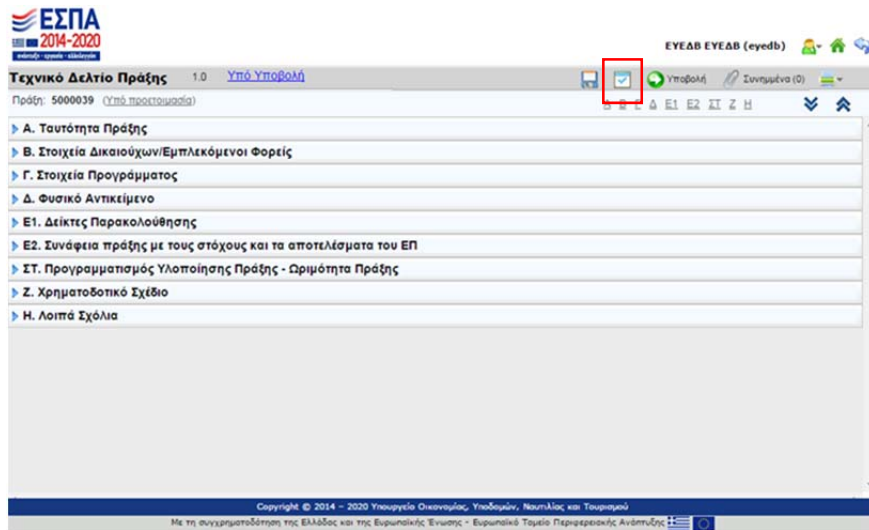 ΕΣΠΑ
2014-2020
ανάπτυξη - εργασία - αλληλεγγύη
ΕΥΕΔΒ ΕΥΕΔΒ (eyedb)
Τεχνικό Δελτίο Πράξης 1.0 Υπό Υποβολή Υποβολή Συνημμένα (0)
Πράξη: 5000039 (Υπό προετοιμασία) Α Β Γ Δ Ε1 Ε2 ΣΤ Ζ Η
Α. Ταυτότητα Πράξης
Β. Στοιχεία Δικαιούχων/Εμπλεκόμενοι Φορείς
Γ. Στοιχεία Προγράμματος
Δ. Φυσικό Αντικείμενο
Ε1. Δείκτες Παρακολούθησης
Ε2. Συνάφεια πράξης με τους στόχους και τα αποτελέσματα του ΕΠ
ΣΤ. Προγραμματισμός Υλοποίησης Πράξης - Ωριμότητα Πράξης
Ζ. Χρηματοδοτικό Σχέδιο
Η. Λοιπά Σχόλια
Copyright © 2014 – 2020 Υπουργείο Οικονομίας, Υποδομών, Ναυτιλίας και Τουρισμού
Με τη συγχρηματοδότηση της Ελλάδας και της Ευρωπαϊκής Ένωσης - Ευρωπαϊκό Ταμείο Περιφερειακής Ανάπτυξης